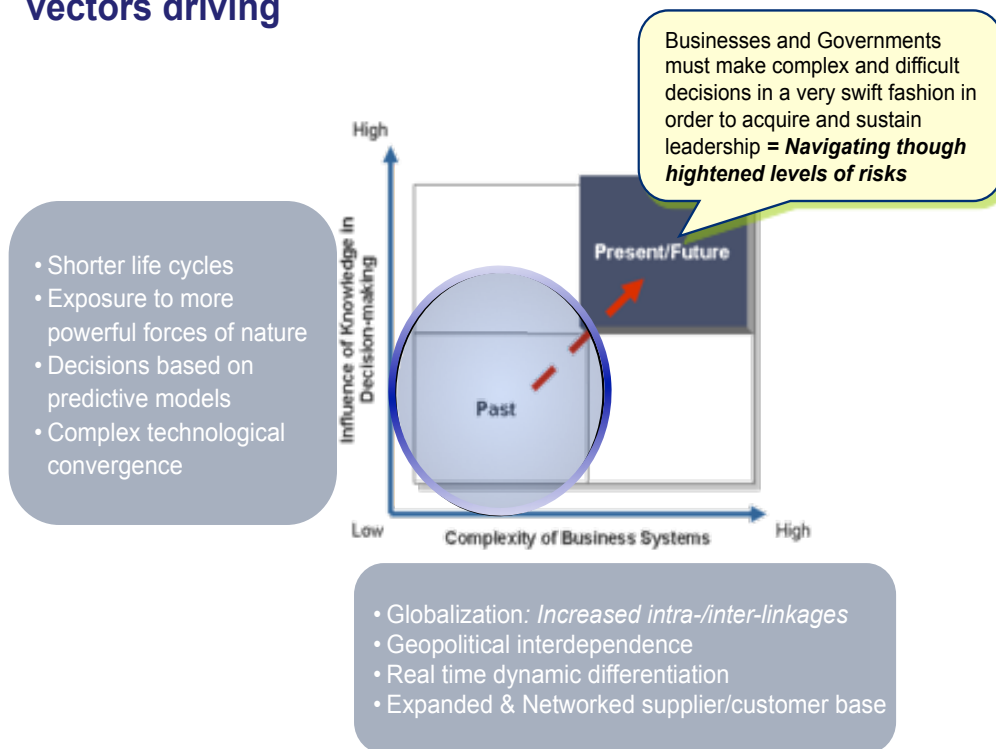 vectors driving
Businesses and Governments
must make complex and difficult
decisions in a very swift fashion in
order to acquire and sustain
leadership = Navigating though
hightened levels of risks
High
Influence of Knowledge in
Decision-making
Present/Future
Past
• Shorter life cycles
• Exposure to more
powerful forces of nature
• Decisions based on
predictive models
• Complex technological
convergence
Low
Complexity of Business Systems
High
• Globalization: Increased intra-/inter-linkages
• Geopolitical interdependence
• Real time dynamic differentiation
• Expanded & Networked supplier/customer base